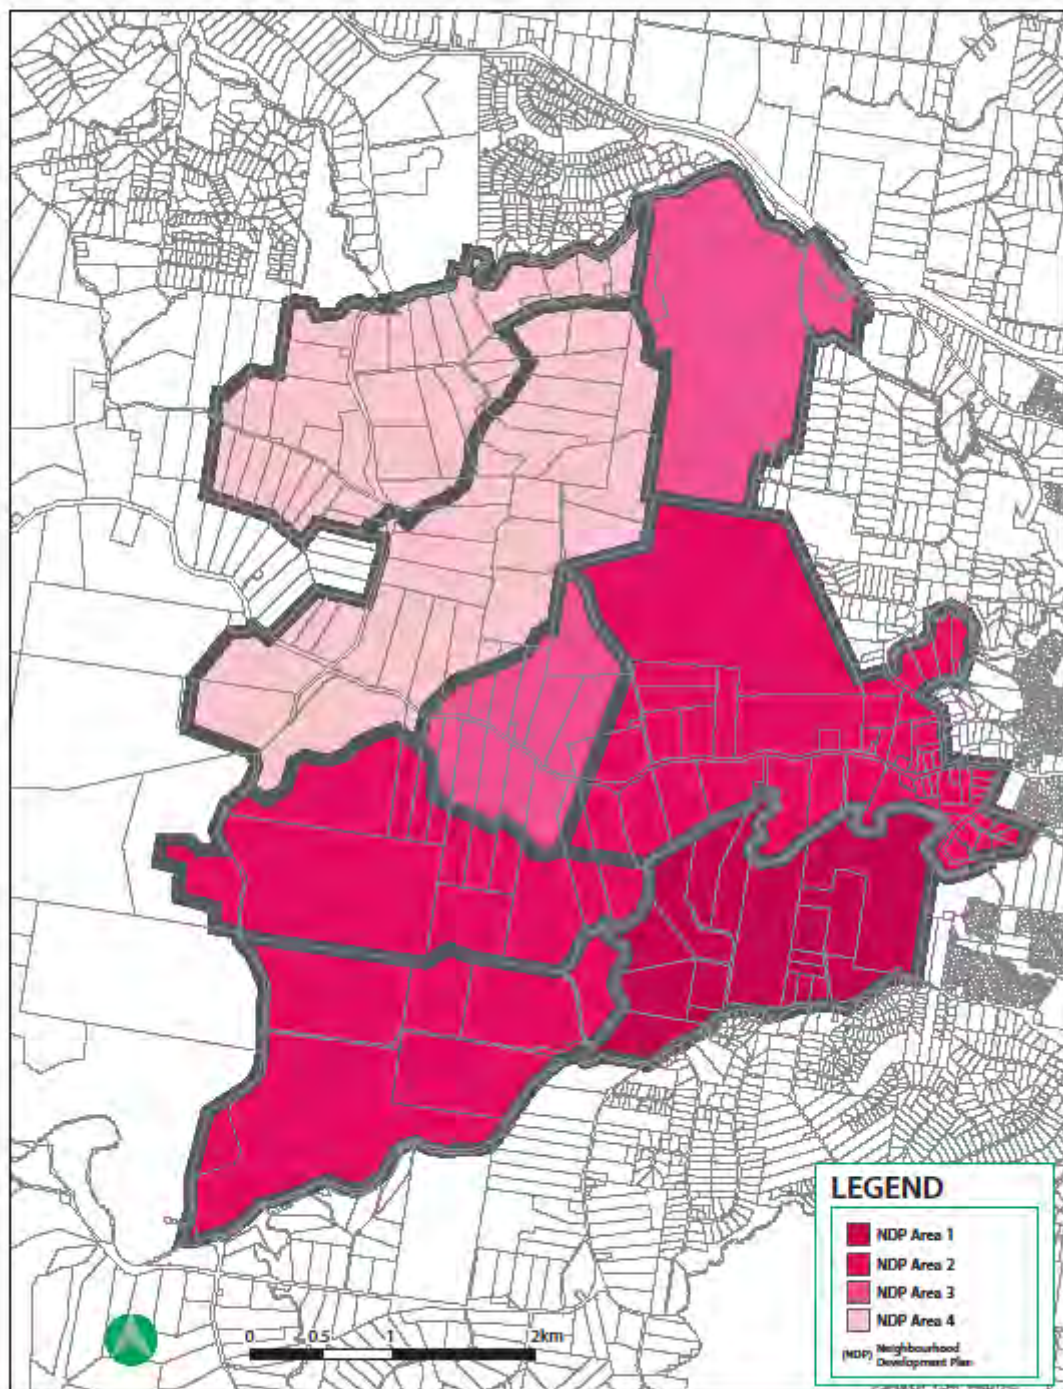 LEGEND
NDP Area 1
NDP Area 2
NDP Area 3
NDP Area 4
(NDP) Neighbourhood
Development Plan
0 0.5 1 2km